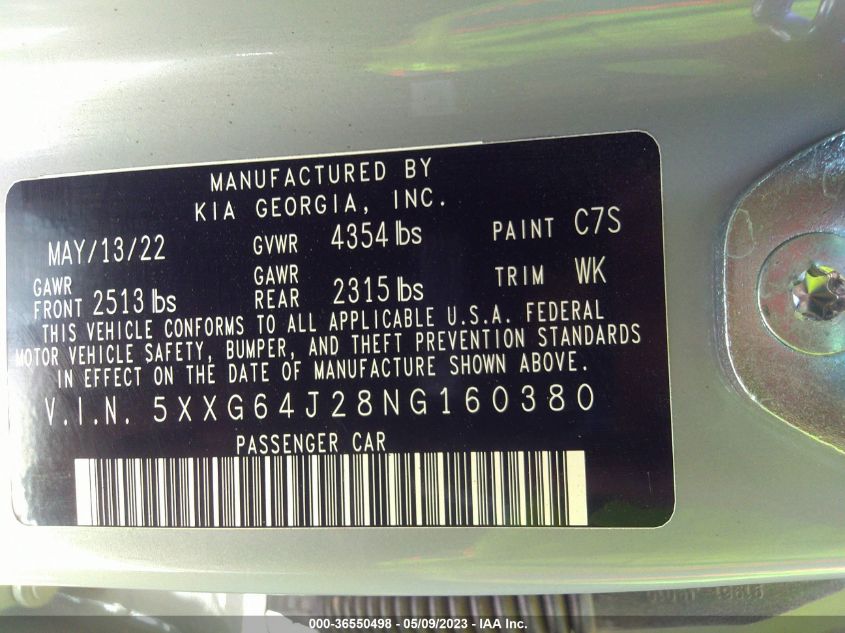 MANUFACTURED BY
KIA GEORGIA, INC.
MAY/13/22 GVWR 4354 lbs PAINT C7S
GAWR FRONT 2513 lbs GAWR REAR 2315 lbs TRIM WK
THIS VEHICLE CONFORMS TO ALL APPLICABLE U.S.A. FEDERAL
MOTOR VEHICLE SAFETY, BUMPER, AND THEFT PREVENTION STANDARDS
IN EFFECT ON THE DATE OF MANUFACTURE SHOWN ABOVE.
V.I.N. 5XXG64J28NG160380
PASSENGER CAR
000-36550498 - 05/09/2023 - IAA Inc.